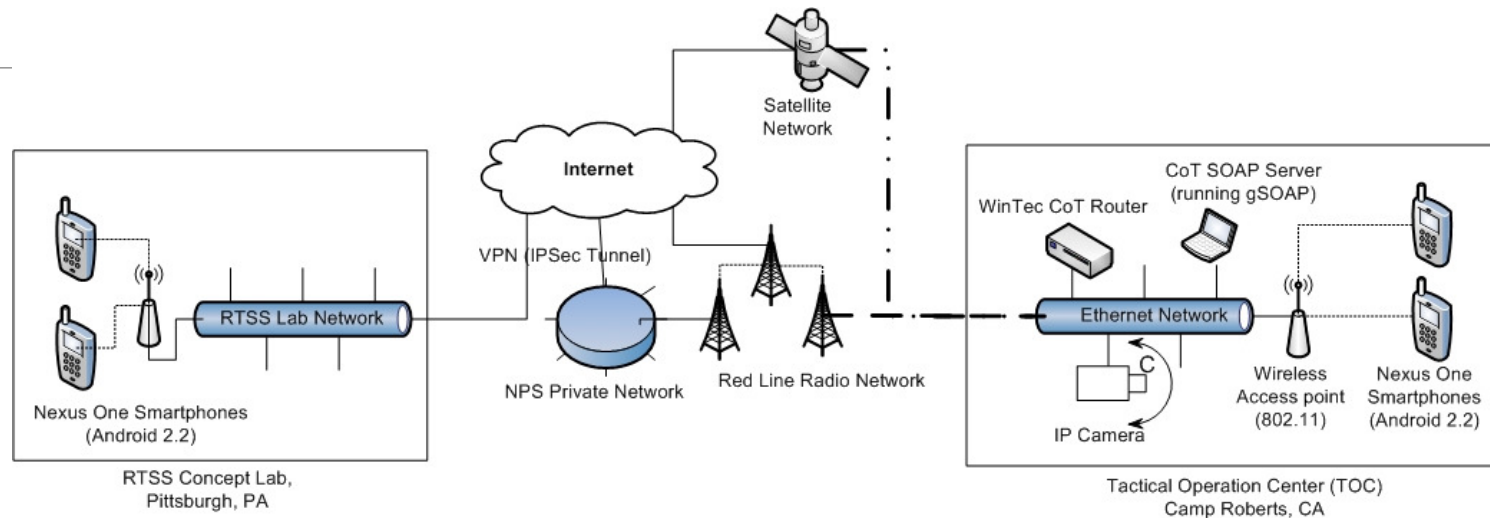 Satellite
Network
Internet
VPN (IPSec Tunnel)
RTSS Lab Network
Nexus One Smartphones
(Android 2.2)
RTSS Concept Lab,
Pittsburgh, PA
NPS Private Network
Red Line Radio Network
CoT SOAP Server
(running gSOAP)
WinTec CoT Router
Ethernet Network
C
IP Camera
Wireless
Access point
(802.11)
Nexus One
Smartphones
(Android 2.2)
Tactical Operation Center (TOC)
Camp Roberts, CA